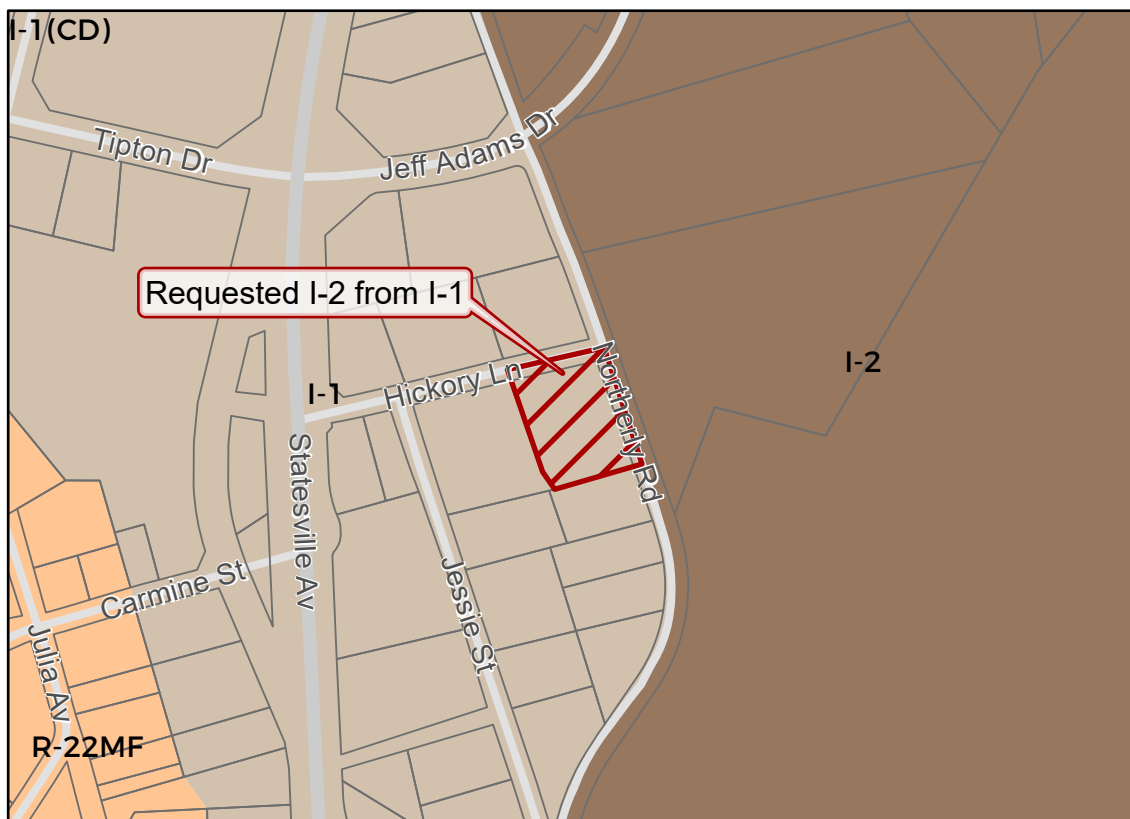 I-1(CD)
Tipton Dr
Jeff Adams Dr
Requested I-2 from I-1
I-2
I-1
Hickory Ln
Northerly Rd
Statesville Av
Jessie St
Carmine St
Julia Av
R-22MF